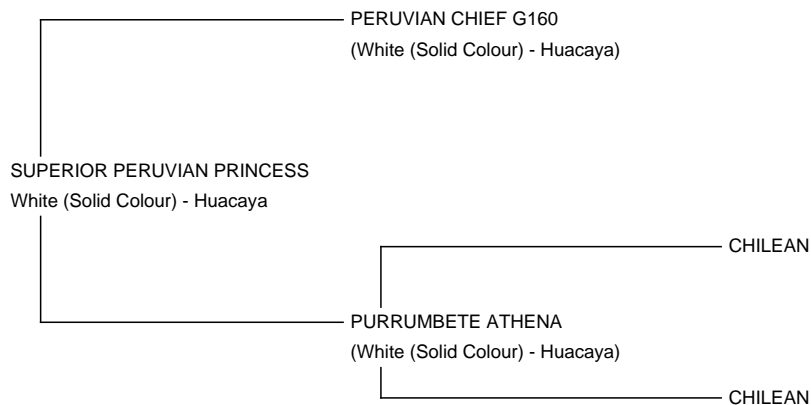 PERUVIAN CHIEF G160
(White (Solid Colour) - Huacaya)
SUPERIOR PERUVIAN PRINCESS
White (Solid Colour) - Huacaya
CHILEAN
PURRUMBETE ATHENA
(White (Solid Colour) - Huacaya)
CHILEAN